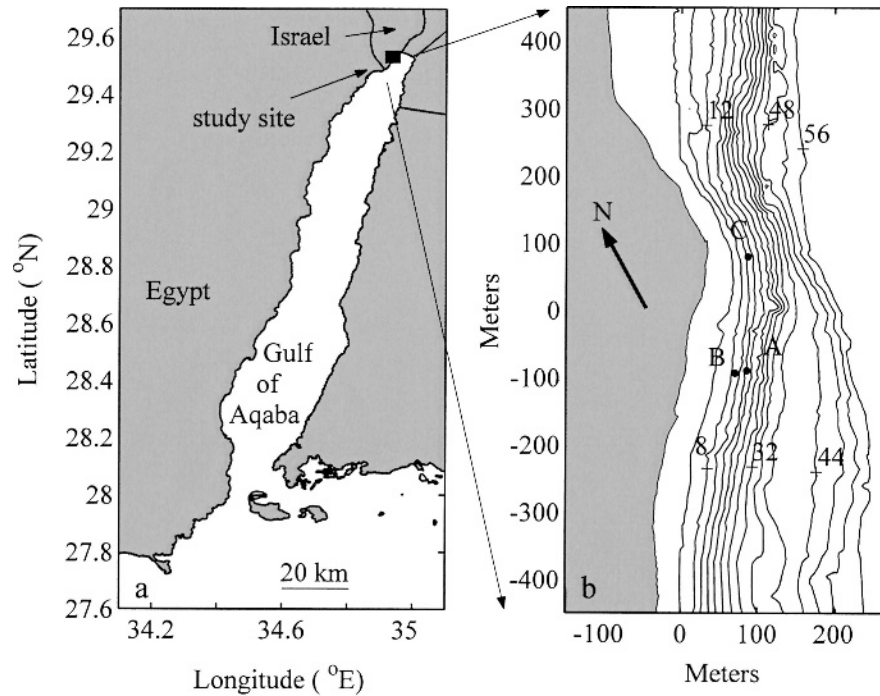 29.6
29.4
29.2
29
28.8
28.6
28.4
28.2
28
27.8
27.6
Latitude ( °N)
Israel
study site
Egypt
Gulf
of
Aqaba
20 km
a
34.2
34.6
35
Longitude ( °E)
400
300
200
100
0
-100
-200
-300
-400
Meters
12
48
56
N
C
B
A
8
32
44
b
-100
0
100
200
Meters